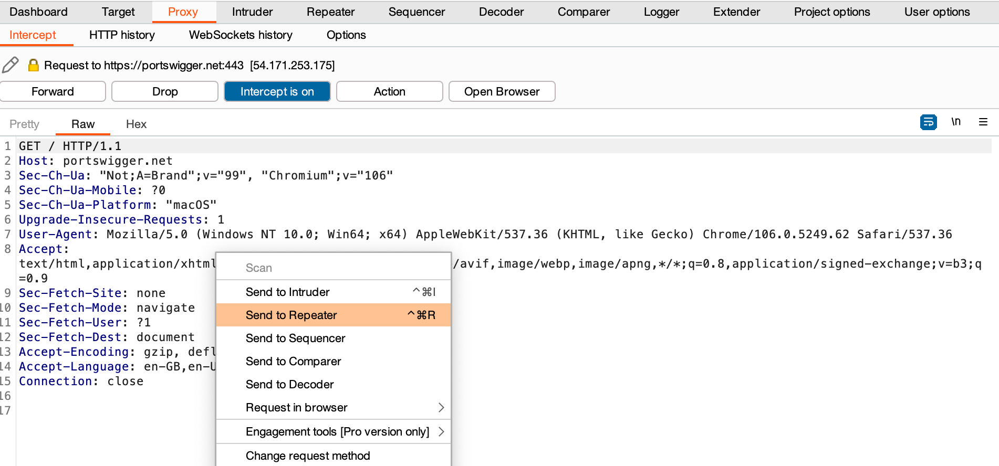 Dashboard Target Proxy Intruder Repeater Sequencer Decoder Comparer Logger Extender Project options User options
Intercept HTTP history WebSockets history Options
Request to https://portswigger.net:443 [54.171.253.175]
Forward Drop Intercept is on Action Open Browser
Pretty Raw Hex \n
1 GET / HTTP/1.1
2 Host: portswigger.net
3 Sec-Ch-Ua: "Not;A=Brand";v="99", "Chromium";v="106"
4 Sec-Ch-Ua-Mobile: ?0
5 Sec-Ch-Ua-Platform: "macOS"
6 Upgrade-Insecure-Requests: 1
7 User-Agent: Mozilla/5.0 (Windows NT 10.0; Win64; x64) AppleWebKit/537.36 (KHTML, like Gecko) Chrome/106.0.5249.62 Safari/537.36
8 Accept:
text/html,application/xhtml /avif,image/webp,image/apng,*/*;q=0.8,application/signed-exchange;v=b3;q
=0.9
9 Sec-Fetch-Site: none
10 Sec-Fetch-Mode: navigate
11 Sec-Fetch-User: ?1
12 Sec-Fetch-Dest: document
13 Accept-Encoding: gzip, defl
14 Accept-Language: en-GB,en-U
15 Connection: close
16
17
Scan
Send to Intruder ^⌘I
Send to Repeater ^⌘R
Send to Sequencer
Send to Comparer
Send to Decoder
Request in browser
Engagement tools [Pro version only]
Change request method